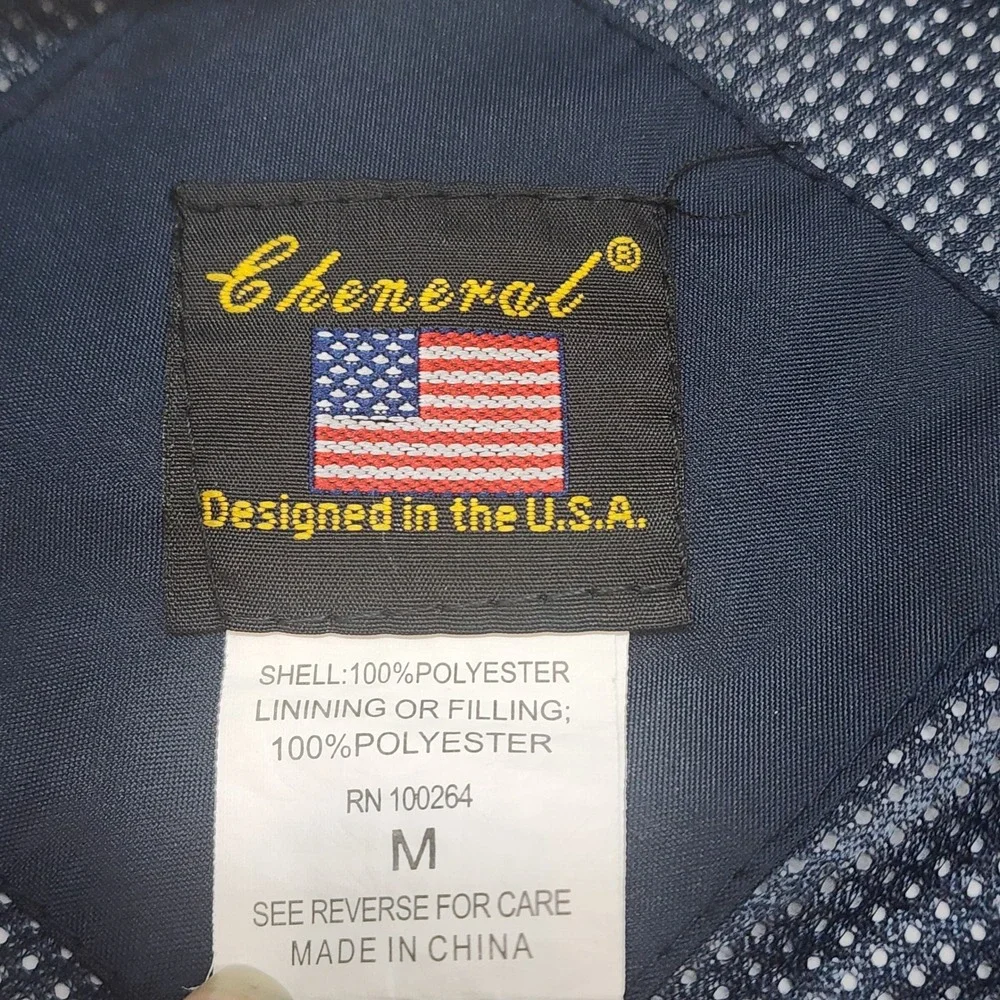 Cheneral®
Designed in the U.S.A.
SHELL:100%POLYESTER
LINING OR FILLING;
100%POLYESTER
RN 100264
M
SEE REVERSE FOR CARE
MADE IN CHINA